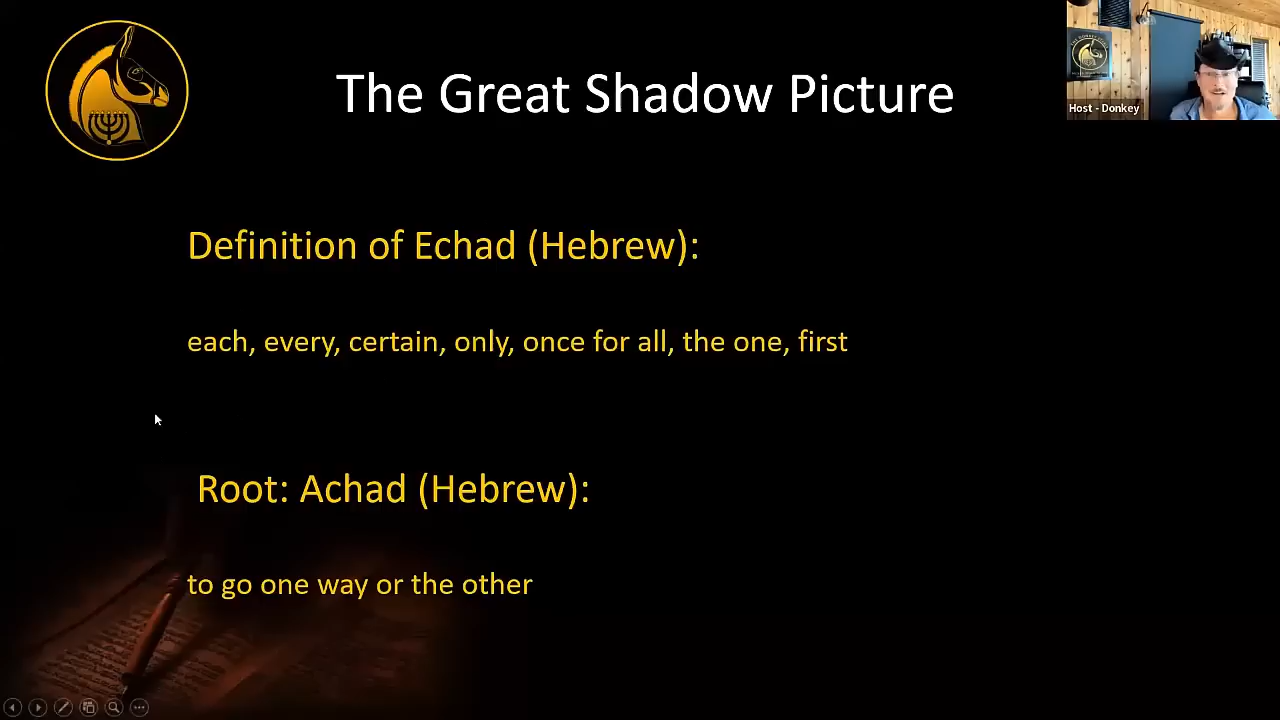 The Great Shadow Picture
Host - Donkey
Definition of Echad (Hebrew):
each, every, certain, only, once for all, the one, first
Root: Achad (Hebrew):
to go one way or the other